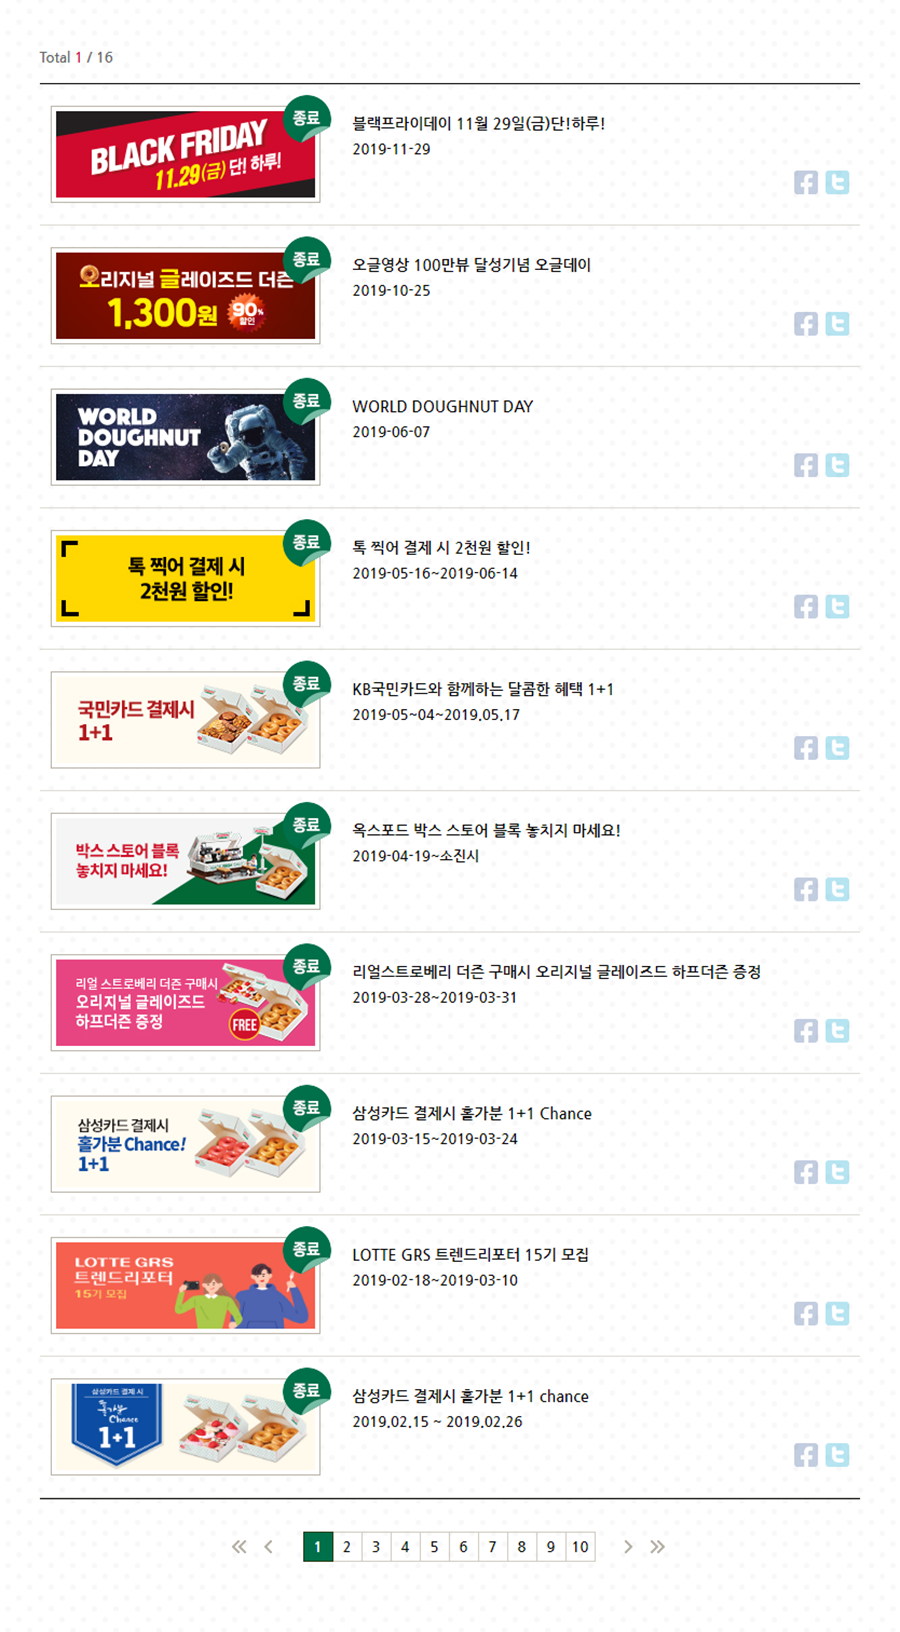 Total 1 / 16
BLACK FRIDAY
11.29(금) 단! 하루!
종료
블랙프라이데이 11월 29일(금)단!하루!
2019-11-29
오리지널 글레이즈드 더즌
1,300원 90% 할인
종료
오글영상 100만뷰 달성기념 오글데이
2019-10-25
WORLD
DOUGHNUT
DAY
종료
WORLD DOUGHNUT DAY
2019-06-07
톡 찍어 결제 시
2천원 할인!
종료
톡 찍어 결제 시 2천원 할인!
2019-05-16~2019-06-14
국민카드 결제시
1+1
종료
KB국민카드와 함께하는 달콤한 혜택 1+1
2019-05~04~2019.05.17
박스 스토어 블록
놓치지 마세요!
종료
옥스포드 박스 스토어 블록 놓치지 마세요!
2019-04-19~소진시
리얼 스트로베리 더즌 구매시
오리지널 글레이즈드
하프더즌 증정
FREE
종료
리얼스트로베리 더즌 구매시 오리지널 글레이즈드 하프더즌 증정
2019-03-28~2019-03-31
삼성카드 결제시
홀가분 Chance!
1+1
종료
삼성카드 결제시 홀가분 1+1 Chance
2019-03-15~2019-03-24
LOTTE GRS
트렌드리포터
15기 모집
종료
LOTTE GRS 트렌드리포터 15기 모집
2019-02-18~2019-03-10
삼성카드 결제 시
홀가분
Chance
1+1
종료
삼성카드 결제시 홀가분 1+1 chance
2019.02.15 ~ 2019.02.26
1 2 3 4 5 6 7 8 9 10